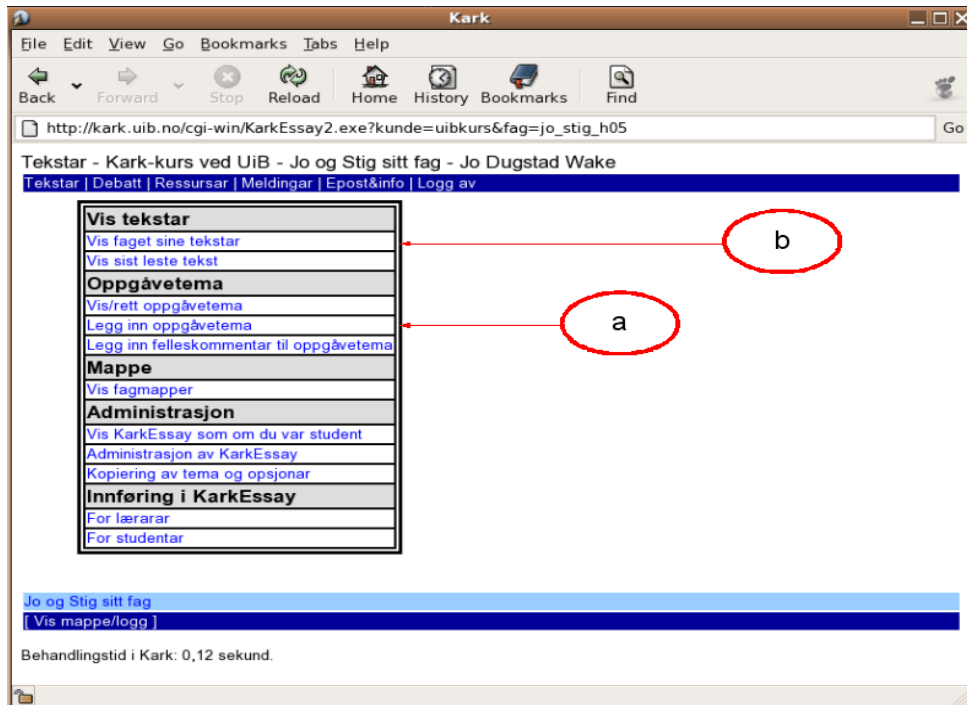 Kark
File Edit View Go Bookmarks Tabs Help
Back Forward Stop Reload Home History Bookmarks Find
http://kark.uib.no/cgi-win/KarkEssay2.exe?kunde=uibkurs&fag=jo_stig_h05 Go
Tekstar - Kark-kurs ved UiB - Jo og Stig sitt fag - Jo Dugstad Wake
Tekstar | Debatt | Ressursar | Meldingar | Epost&info | Logg av
Vis tekstar
Vis faget sine tekstar
b
Vis sist leste tekst
Oppgåvetema
Vis/rett oppgåvetema
Legg inn oppgåvetema
a
Legg inn felleskommentar til oppgåvetema
Mappe
Vis fagmapper
Administrasjon
Vis KarkEssay som om du var student
Administrasjon av KarkEssay
Kopiering av tema og opsjonar
Innføring i KarkEssay
For lærarar
For studentar
Jo og Stig sitt fag
[ Vis mappe/logg ]
Behandlingstid i Kark: 0,12 sekund.